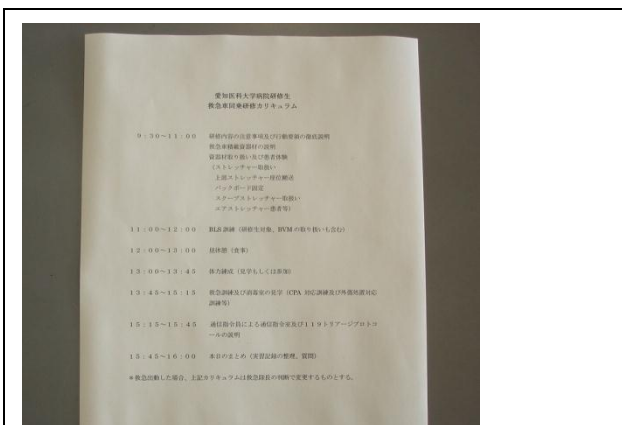 愛知医科大学病院研修生
救急車同乗研修カリキュラム
9:30~11:00 研修内容の注意事項及び行動要領の徹底説明
救急車積載資器材の説明
資器材取り扱い及び患者体験
（ストレッチャー取扱い
上階ストレッチャー座位搬送
バックボード固定
スクープストレッチャー取扱い
エアストレッチャー患者等）
11:00~12:00 BLS訓練（研修生対象、BVMの取り扱いも含む）
12:00~13:00 昼休憩（食事）
13:00~13:45 体力錬成（見学もしくは参加）
13:45~15:15 救急訓練及び消毒室の見学（CPA対応訓練及び外傷処置対応
訓練等）
15:15~15:45 通信指令員による通信指令室及び119トリアージプロトコ
ールの説明
15:45~16:00 本日のまとめ（実習記録の整理、質問）
＊救急出動した場合、上記カリキュラムは救急隊長の判断で変更するものとする。